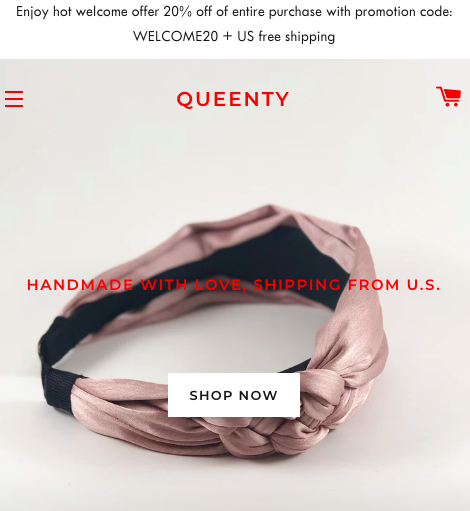 Enjoy hot welcome offer 20% off of entire purchase with promotion code:
WELCOME20 + US free shipping
QUEENTY
HANDMADE WITH LOVE, SHIPPING FROM U.S.
SHOP NOW